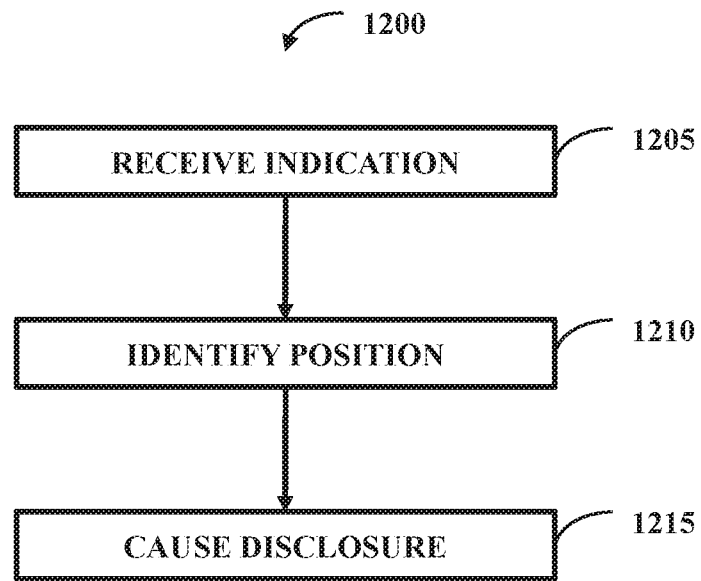 1200
RECEIVE INDICATION
1205
IDENTIFY POSITION
1210
CAUSE DISCLOSURE
1215